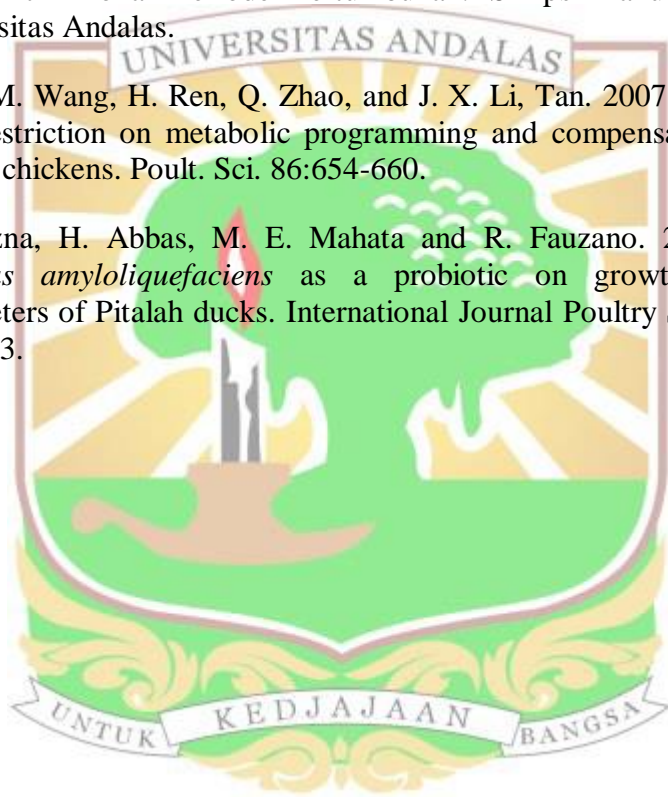 sitas Andalas.
UNIVERSITAS ANDALAS
M. Wang, H. Ren, Q. Zhao, and J. X. Li, Tan. 2007
estriction on metabolic programming and compensa
chickens. Poult. Sci. 86:654-660.
zna, H. Abbas, M. E. Mahata and R. Fauzano. 2
us amyloliquefaciens as a probiotic on growt
eters of Pitalah ducks. International Journal Poultry
3.
UNTUK KEDJAJAAN BANGSA